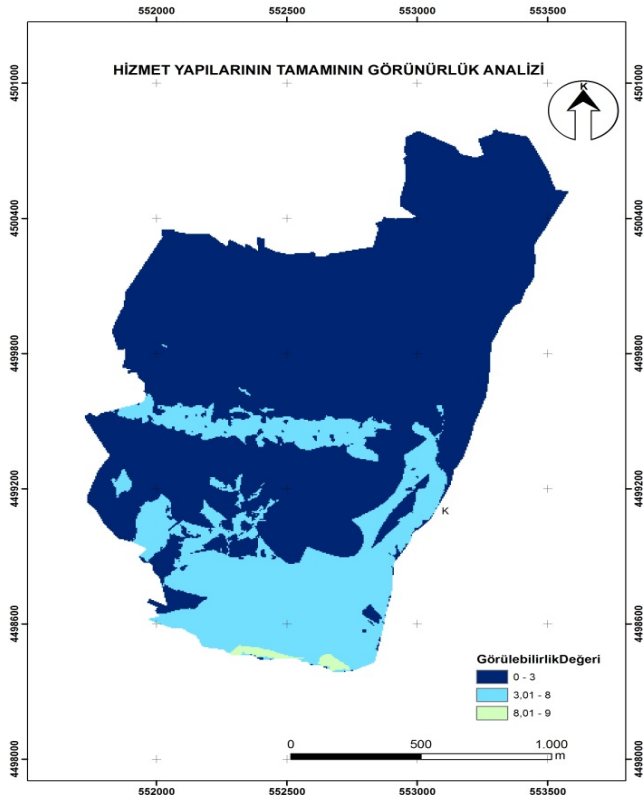 552000 552500 553000 553500
HİZMET YAPILARININ TAMAMININ GÖRÜNÜRLÜK ANALİZİ
K
4501000 4501000
4500400 4500400
4499800 4499800
4499200 4499200
K
4498600 4498600
GörülebilirlikDeğeri
0 - 3
3,01 - 8
8,01 - 9
0 500 1.000
m
4498000 4498000
552000 552500 553000 553500